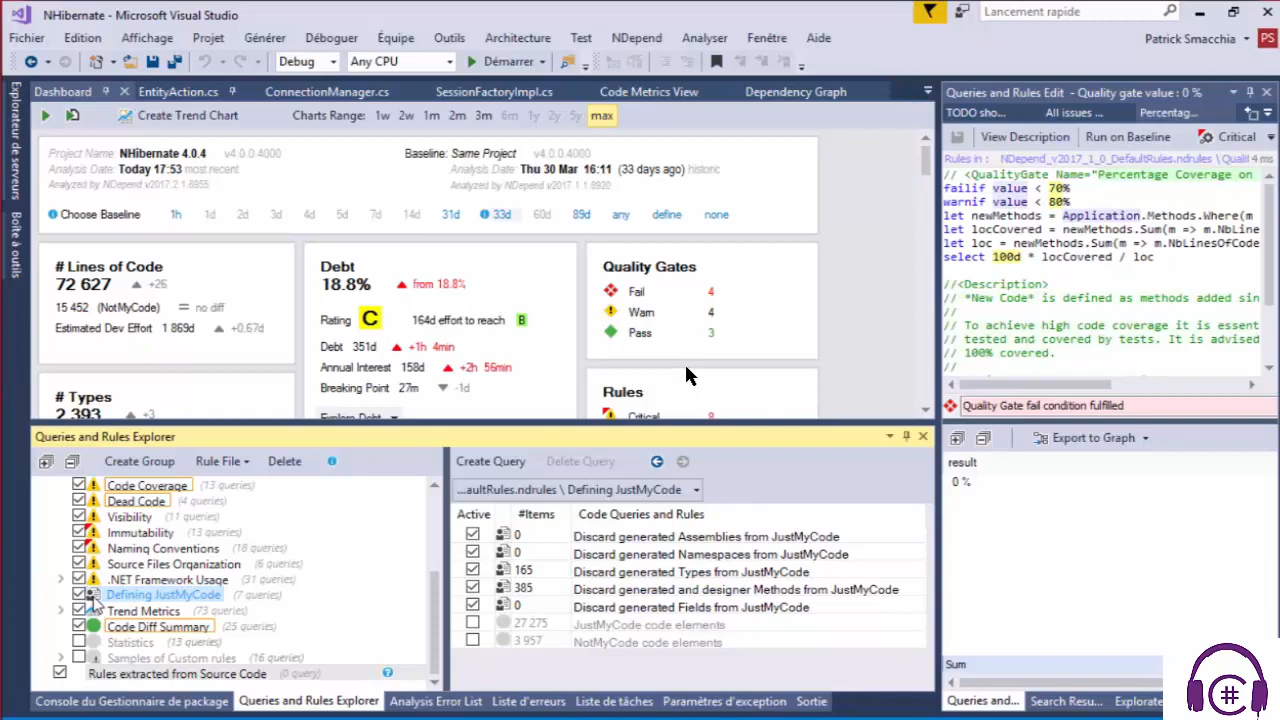 NHibernate - Microsoft Visual Studio
Lancement rapide
Fichier Edition Affichage Projet Générer Déboguer Équipe Outils Architecture Test NDepend Analyser Fenêtre Aide
Patrick Smacchia PS
Debug Any CPU Démarrer
Explorateur de serveurs
Boîte à outils
Dashboard EntityAction.cs ConnectionManager.cs SessionFactoryImpl.cs Code Metrics View Dependency Graph
Create Trend Chart Charts Range: 1w 2w 1m 2m 3m 6m 1y 2y 5y max
Project Name NHibernate 4.0.4 v4.0.0.4000
Analysis Date: Today 17:53 most recent
Analyzed by NDepend v2017.2.1.8955
Baseline: Same Project v4.0.0.4000
Analysis Date: Thu 30 Mar 16:11 (33 days ago) historic
Analyzed by NDepend v2017.1.1.8920
Choose Baseline 1h 1d 2d 3d 4d 5d 7d 14d 31d 33d 60d 89d any define none
# Lines of Code
72 627 +26
15 452 (NotMyCode) no diff
Estimated Dev Effort 1 869d +0.67d
# Types
2 393 +3
Debt
18.8% from 18.8%
Rating C 164d effort to reach B
Debt 351d +1h 4min
Annual Interest 158d +2h 56min
Breaking Point 27m -1d
Explore Debt
Quality Gates
Fail 4
Warn 4
Pass 3
Rules
Critical 8
Queries and Rules Edit - Quality gate value : 0 %
TODO sho... All issues ... Percentag...
View Description Run on Baseline Critical
Rules in : NDepend_v2017_1_0_DefaultRules.ndrules \ Qualit 4 ms
// <QualityGate Name="Percentage Coverage on
failif value < 70%
warnif value < 80%
let newMethods = Application.Methods.Where(m
let locCovered = newMethods.Sum(m => m.NbLine
let loc = newMethods.Sum(m => m.NbLinesOfCode
select 100d * locCovered / loc
//<Description>
// *New Code* is defined as methods added sin
//
// To achieve high code coverage it is essent
// tested and covered by tests. It is advised
// 100% covered.
//
Quality Gate fail condition fulfilled
Export to Graph
result
0 %
Sum
Queries and... Search Resu... Explorate
Queries and Rules Explorer
Create Group Rule File Delete
Code Coverage (13 queries)
Dead Code (4 queries)
Visibility (11 queries)
Immutability (13 queries)
Naming Conventions (18 queries)
Source Files Organization (6 queries)
.NET Framework Usage (31 queries)
Defining JustMyCode (7 queries)
Trend Metrics (73 queries)
Code Diff Summary (25 queries)
Statistics (13 queries)
Samples of Custom rules (16 queries)
Rules extracted from Source Code (0 query)
Create Query Delete Query
...aultRules.ndrules \ Defining JustMyCode
Active #Items Code Queries and Rules
0 Discard generated Assemblies from JustMyCode
0 Discard generated Namespaces from JustMyCode
165 Discard generated Types from JustMyCode
385 Discard generated and designer Methods from JustMyCode
0 Discard generated Fields from JustMyCode
27 275 JustMyCode code elements
3 957 NotMyCode code elements
Console du Gestionnaire de package Queries and Rules Explorer Analysis Error List Liste d'erreurs Liste de tâches Paramètres d'exception Sortie
#